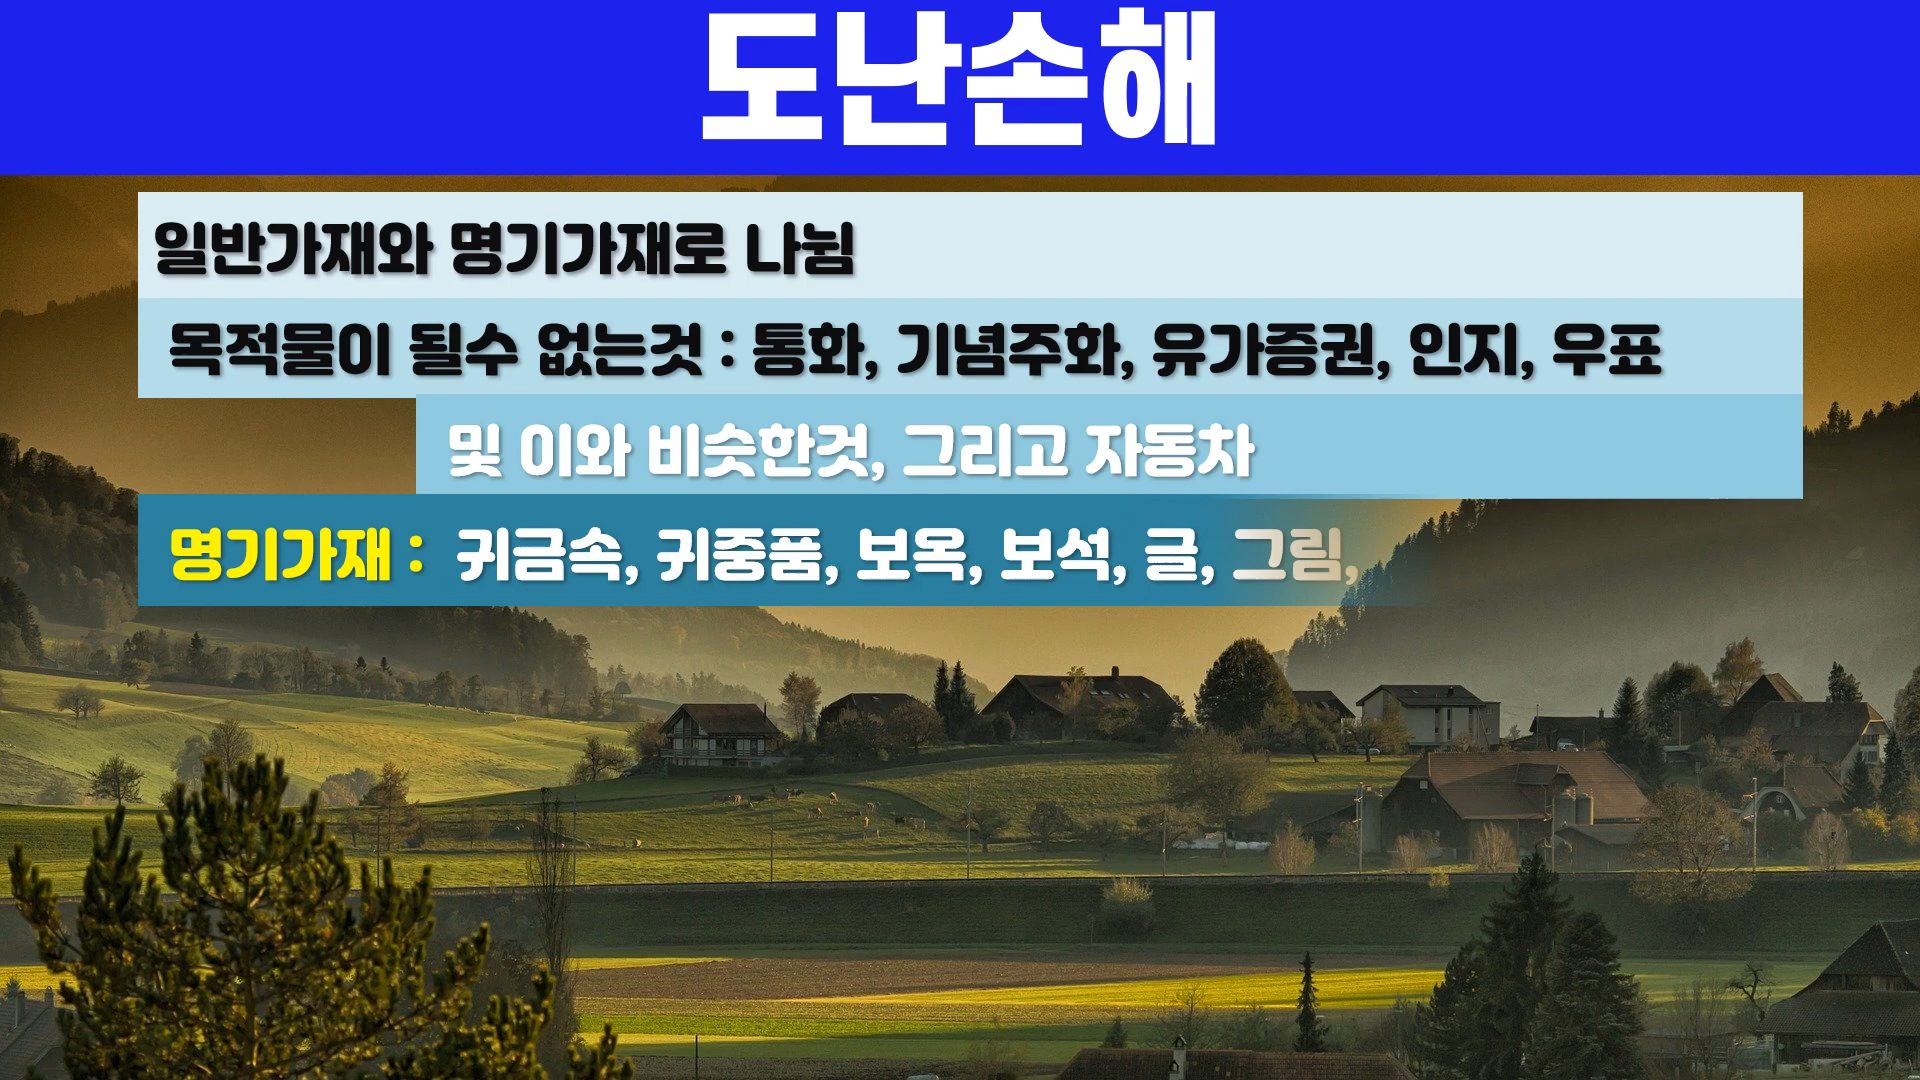 도난손해
일반가재와 명기가재로 나뉨
목적물이 될수 없는것 : 통화, 기념주화, 유가증권, 인지, 우표
및 이와 비슷한것, 그리고 자동차
명기가재 : 귀금속, 귀중품, 보옥, 보석, 글, 그림,